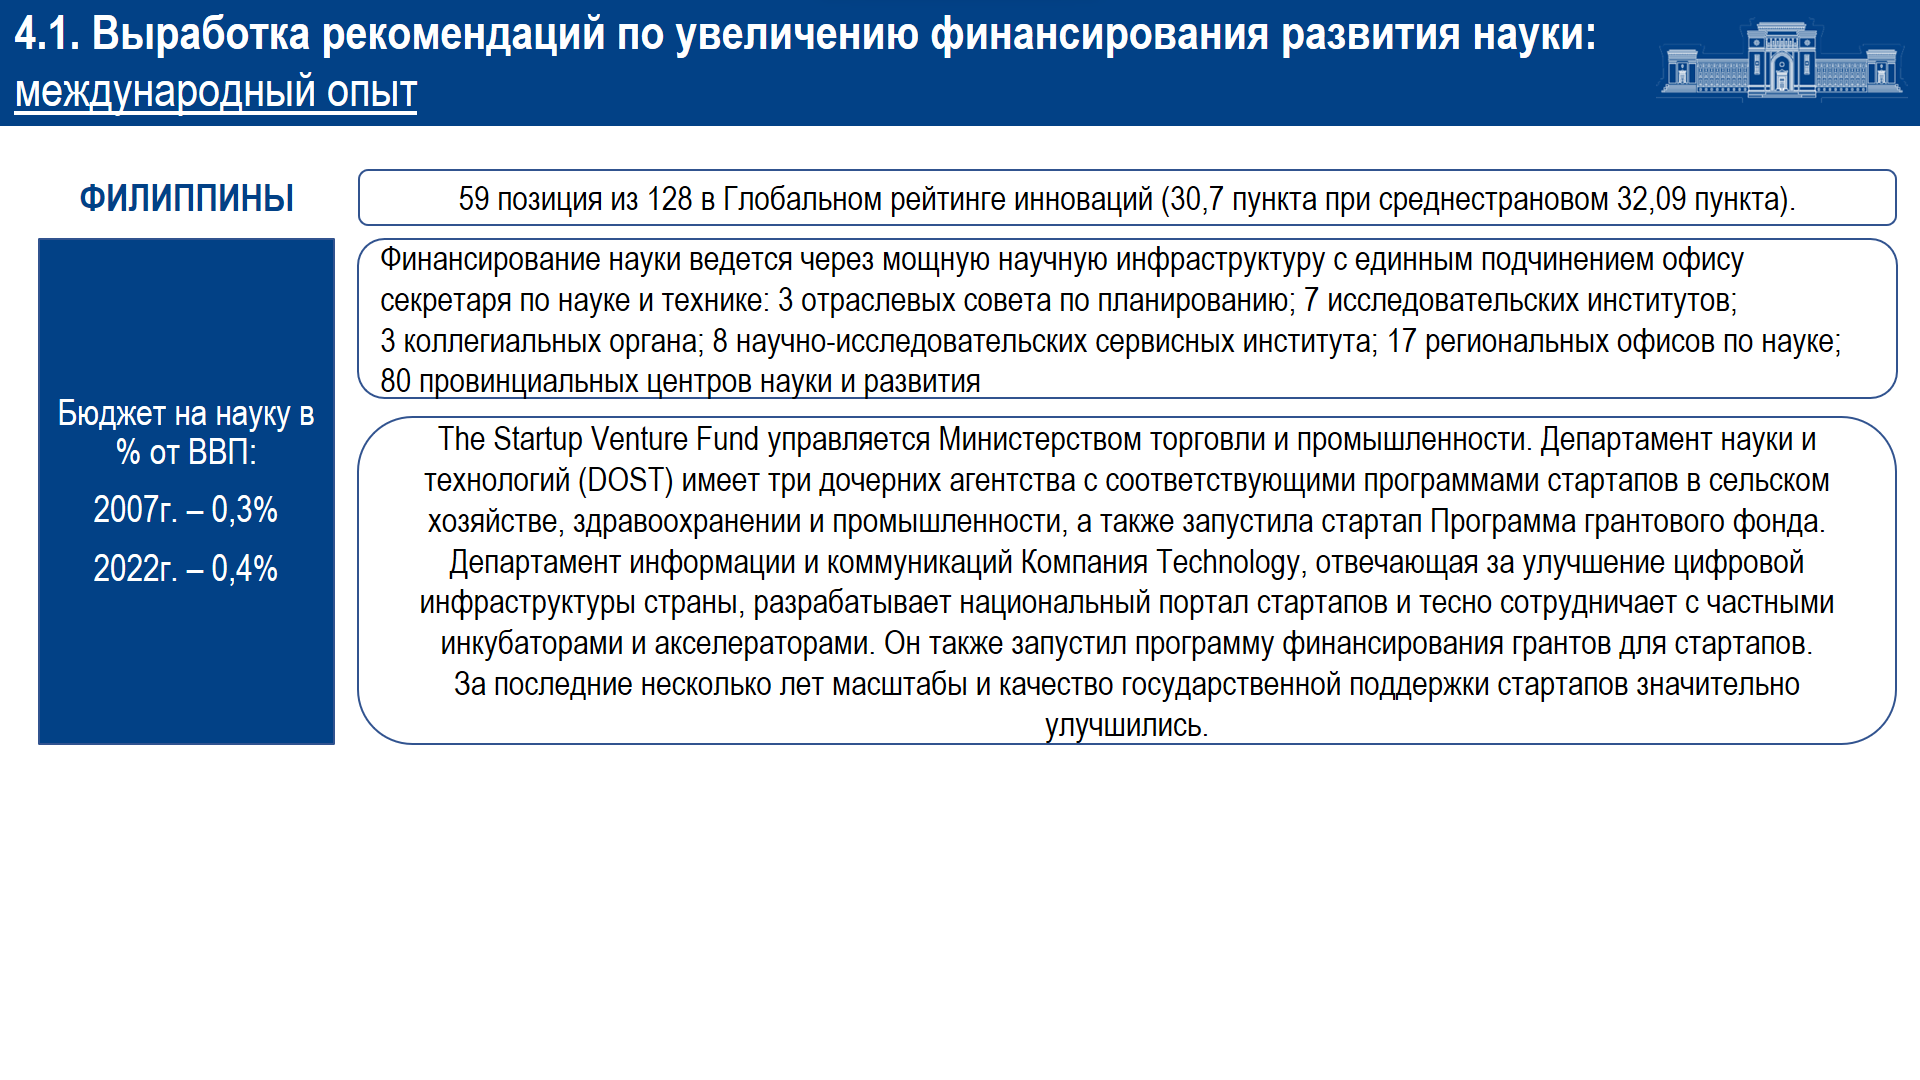 4.1. Выработка рекомендаций по увеличению финансирования развития науки:
международный опыт
ФИЛИППИНЫ
59 позиция из 128 в Глобальном рейтинге инноваций (30,7 пункта при среднестрановом 32,09 пункта).
Бюджет на науку в
% от ВВП:
2007г. – 0,3%
2022г. – 0,4%
Финансирование науки ведется через мощную научную инфраструктуру с единным подчинением офису
секретаря по науке и технике: 3 отраслевых совета по планированию; 7 исследовательских институтов;
3 коллегиальных органа; 8 научно-исследовательских сервисных института; 17 региональных офисов по науке;
80 провинциальных центров науки и развития
The Startup Venture Fund управляется Министерством торговли и промышленности. Департамент науки и
технологий (DOST) имеет три дочерних агентства с соответствующими программами стартапов в сельском
хозяйстве, здравоохранении и промышленности, а также запустила стартап Программа грантового фонда.
Департамент информации и коммуникаций Компания Technology, отвечающая за улучшение цифровой
инфраструктуры страны, разрабатывает национальный портал стартапов и тесно сотрудничает с частными
инкубаторами и акселераторами. Он также запустил программу финансирования грантов для стартапов.
За последние несколько лет масштабы и качество государственной поддержки стартапов значительно
улучшились.